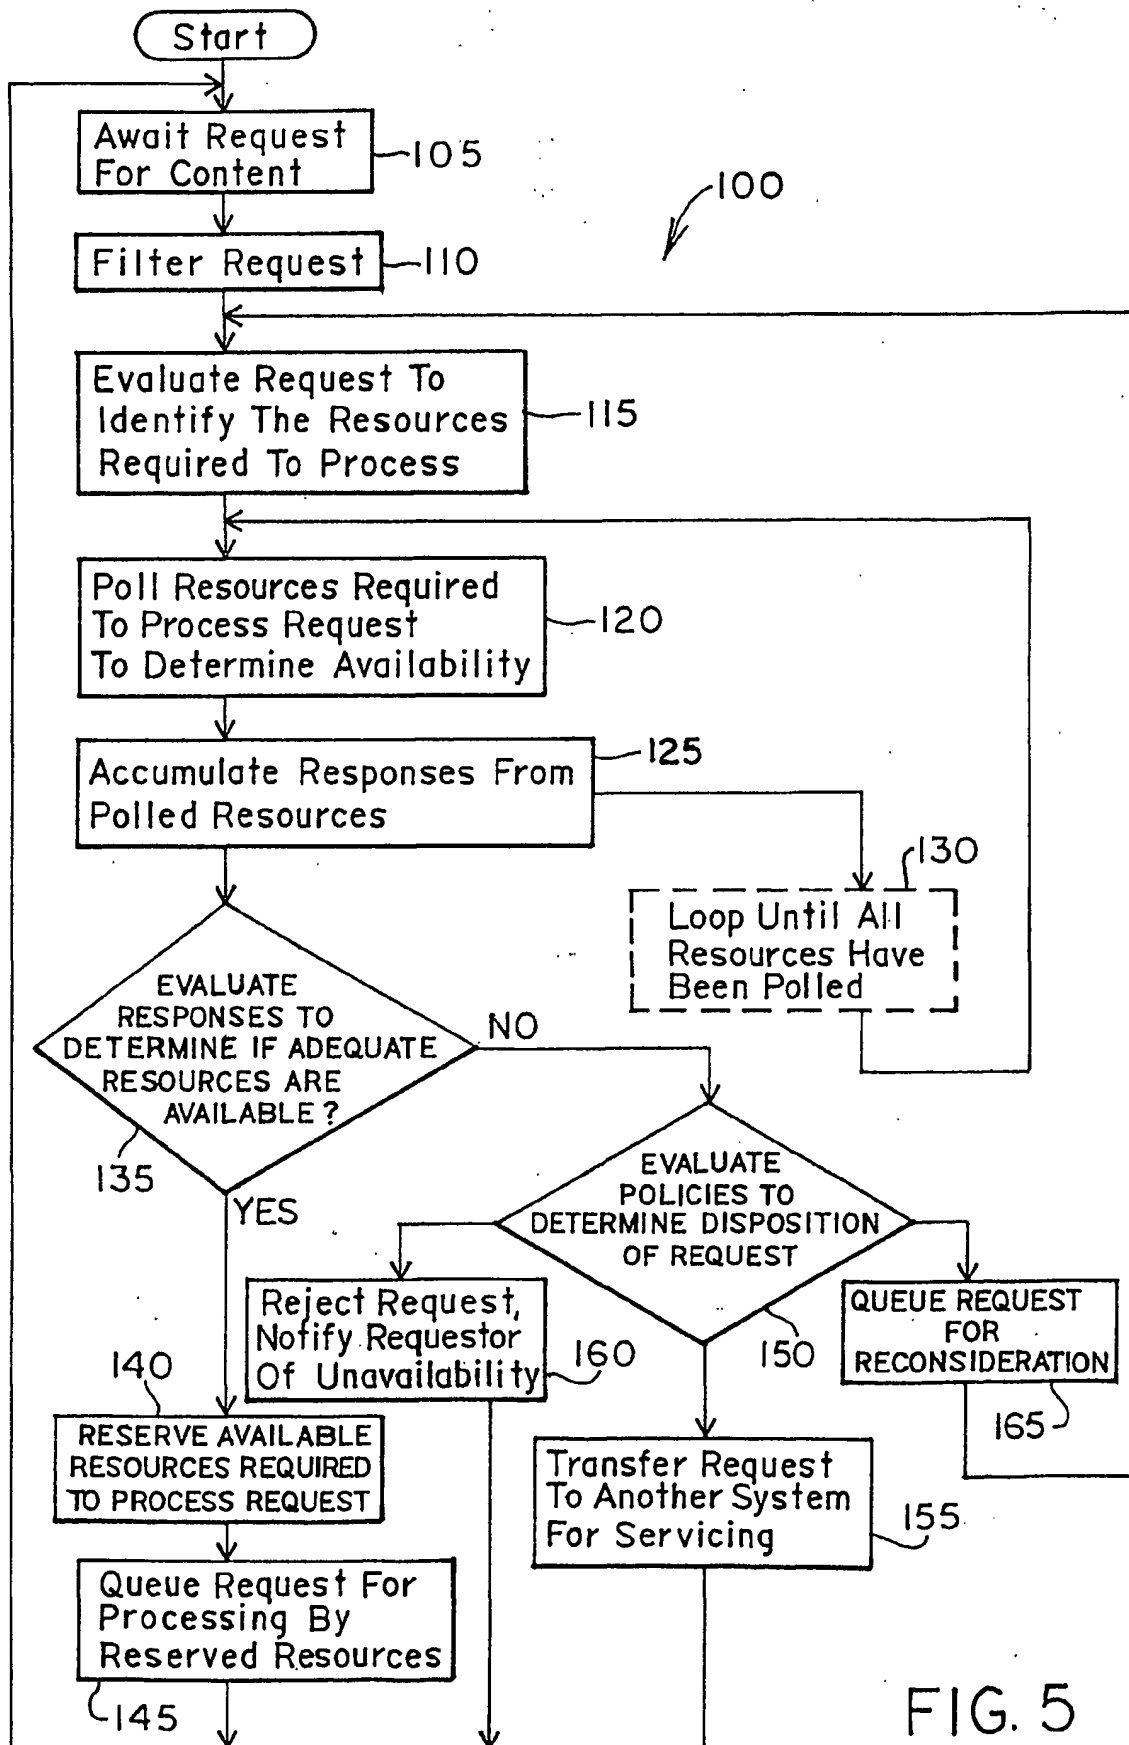 Start
Await Request
For Content
105
100
Filter Request
110
Evaluate Request To
Identify The Resources
Required To Process
115
Poll Resources Required
To Process Request
To Determine Availability
120
Accumulate Responses From
Polled Resources
125
130
Loop Until All
Resources Have
Been Polled
EVALUATE
RESPONSES TO
DETERMINE IF ADEQUATE
RESOURCES ARE
AVAILABLE?
135
NO
YES
EVALUATE
POLICIES TO
DETERMINE DISPOSITION
OF REQUEST
150
Reject Request,
Notify Requestor
Of Unavailability
160
QUEUE REQUEST
FOR
RECONSIDERATION
165
140
RESERVE AVAILABLE
RESOURCES REQUIRED
TO PROCESS REQUEST
Transfer Request
To Another System
For Servicing
155
Queue Request For
Processing By
Reserved Resources
145
FIG. 5